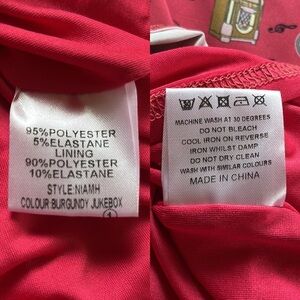 95%POLYESTER
5%ELASTANE
LINING
90%POLYESTER
10%ELASTANE
STYLE:NIAMH
COLOUR:BURGUNDY JUKEBOX
1
MACHINE WASH AT 30 DEGREES
DO NOT BLEACH
COOL IRON ON REVERSE
IRON WHILST DAMP
DO NOT DRY CLEAN
WASH WITH SIMILAR COLOURS
MADE IN CHINA